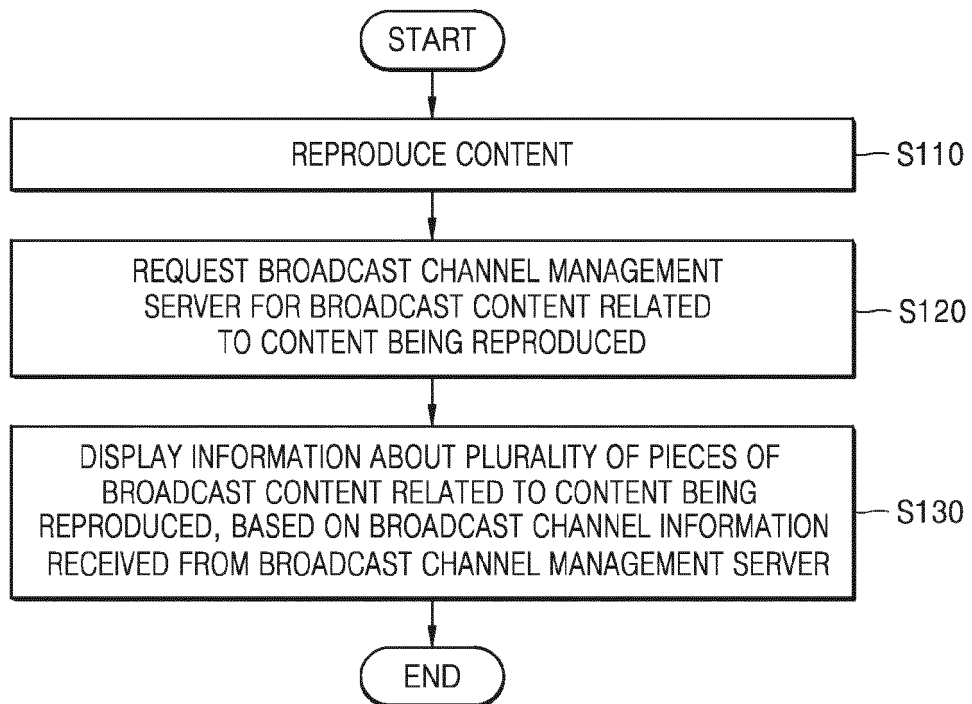 START
REPRODUCE CONTENT
S110
REQUEST BROADCAST CHANNEL MANAGEMENT
SERVER FOR BROADCAST CONTENT RELATED
TO CONTENT BEING REPRODUCED
S120
DISPLAY INFORMATION ABOUT PLURALITY OF PIECES OF
BROADCAST CONTENT RELATED TO CONTENT BEING
REPRODUCED, BASED ON BROADCAST CHANNEL INFORMATION
RECEIVED FROM BROADCAST CHANNEL MANAGEMENT SERVER
S130
END